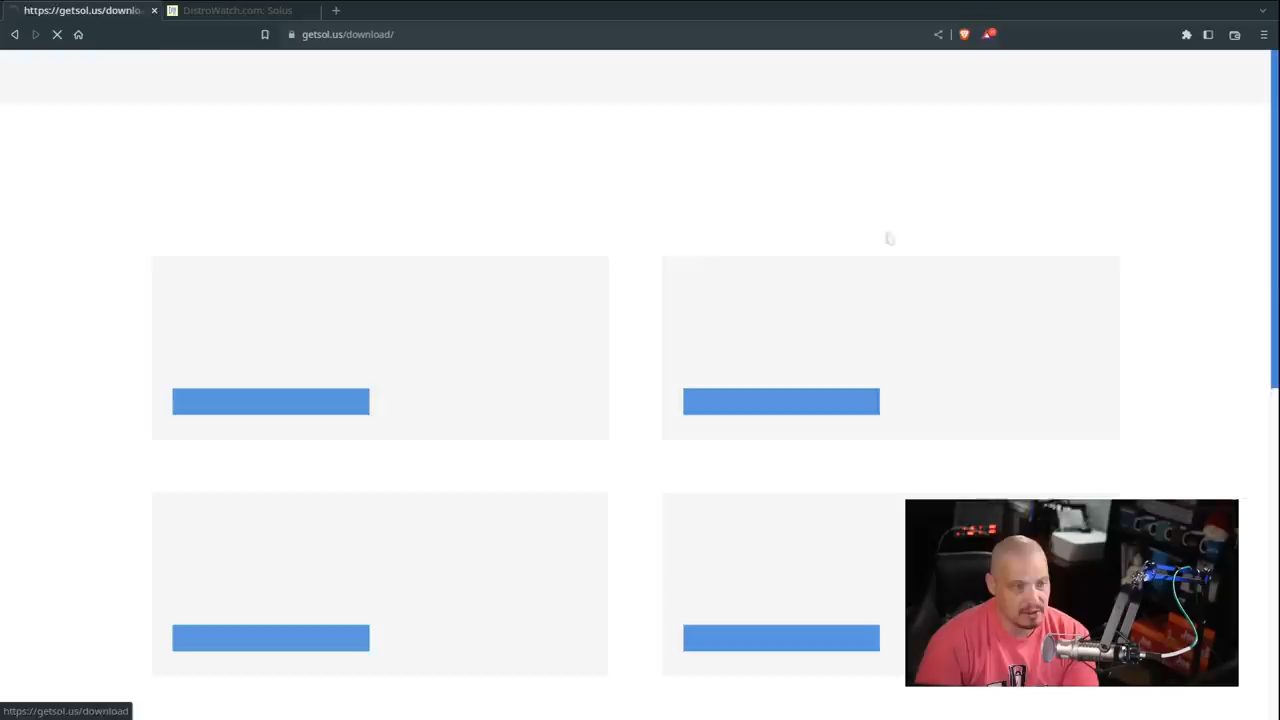 https://getsol.us/downlo
DistroWatch.com: Solus
getsol.us/download/
https://getsol.us/download